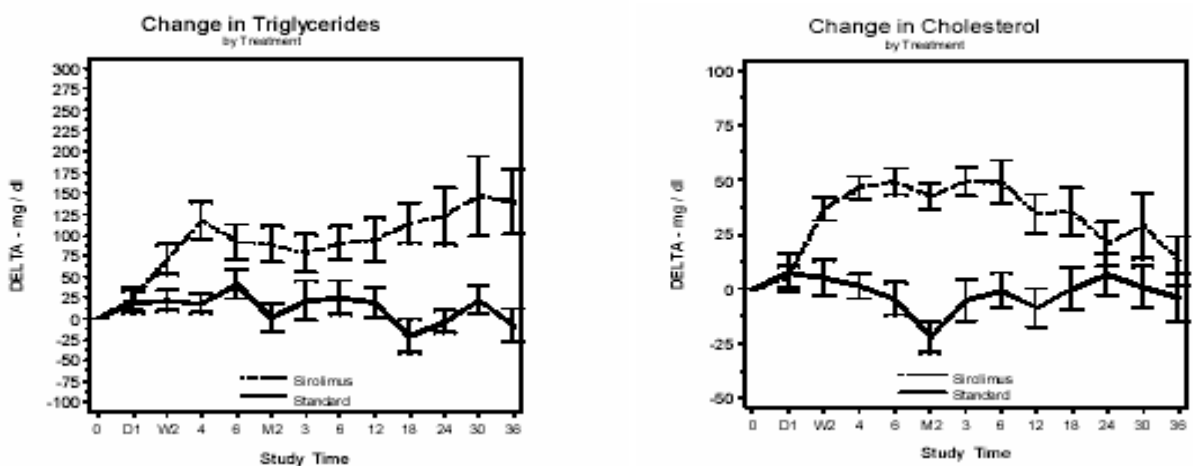 Change in Triglycerides
by Treatment
DELTA - mg / dl
300
275
250
225
200
175
150
125
100
75
50
25
0
-25
-50
-75
-100
Sirolimus
Standard
0 D1 W2 4 6 M2 3 6 12 18 24 30 36
Study Time
Change in Cholesterol
by Treatment
DELTA - mg / dl
100
75
50
25
0
-25
-50
Sirolimus
Standard
0 D1 W2 4 6 M2 3 6 12 18 24 30 36
Study Time